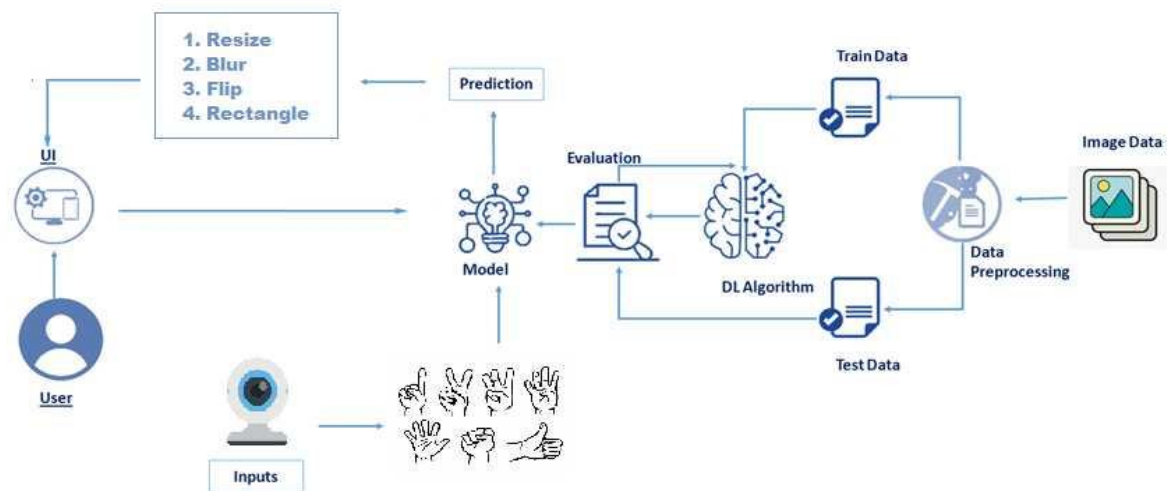 1. Resize
2. Blur
3. Flip
4. Rectangle
Prediction
Train Data
UI
Evaluation
Image Data
Model
DL Algorithm
Data
Preprocessing
Test Data
User
Inputs